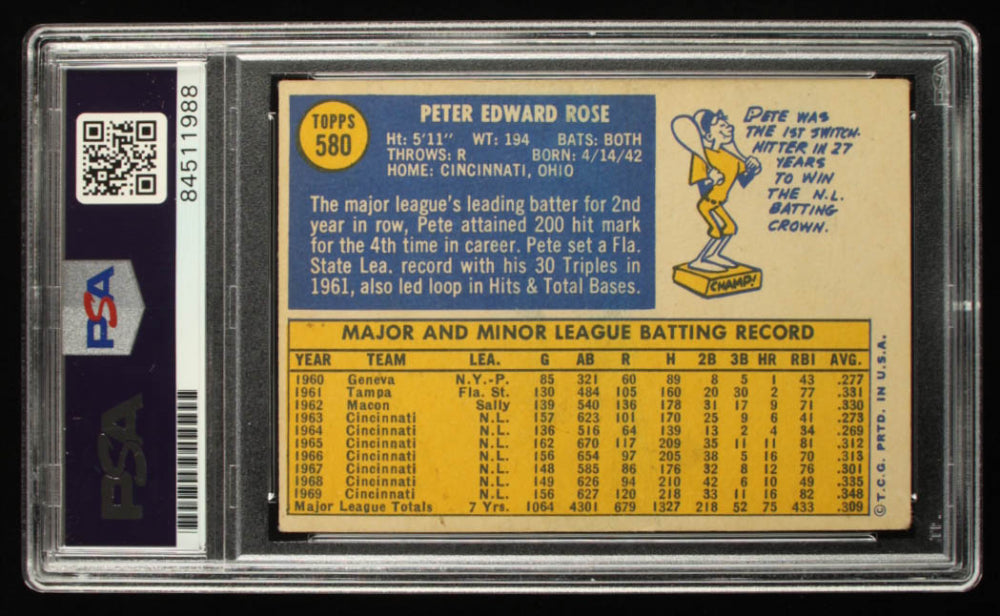 84511988
PSA
PSA
TOPPS
580
PETER EDWARD ROSE
Ht: 5'11" WT: 194 BATS: BOTH
THROWS: R BORN: 4/14/42
HOME: CINCINNATI, OHIO
The major league's leading batter for 2nd
year in row, Pete attained 200 hit mark
for the 4th time in career. Pete set a Fla.
State Lea. record with his 30 Triples in
1961, also led loop in Hits & Total Bases.
PETE WAS
THE 1ST SWITCH-
HITTER IN 27
YEARS
TO WIN
THE N.L.
BATTING
CROWN.
CHAMP!
MAJOR AND MINOR LEAGUE BATTING RECORD
YEAR TEAM LEA. G AB R H 2B 3B HR RBI AVG.
1960 Geneva N.Y.-P. 85 321 60 89 8 5 1 43 .277
1961 Tampa Fla. St. 130 484 105 160 20 30 2 77 .331
1962 Macon Sally 139 540 136 178 31 17 9 71 .330
1963 Cincinnati N.L. 157 623 101 170 25 9 6 41 .273
1964 Cincinnati N.L. 136 516 64 139 13 2 4 34 .269
1965 Cincinnati N.L. 162 670 117 209 35 11 11 81 .312
1966 Cincinnati N.L. 156 654 97 205 38 5 16 70 .313
1967 Cincinnati N.L. 148 585 86 176 32 8 12 76 .301
1968 Cincinnati N.L. 149 626 94 210 42 6 10 49 .335
1969 Cincinnati N.L. 156 627 120 218 33 11 16 82 .348
Major League Totals 7 Yrs. 1064 4301 679 1327 218 52 75 433 .309
©T.C.G. PRTD. IN U.S.A.